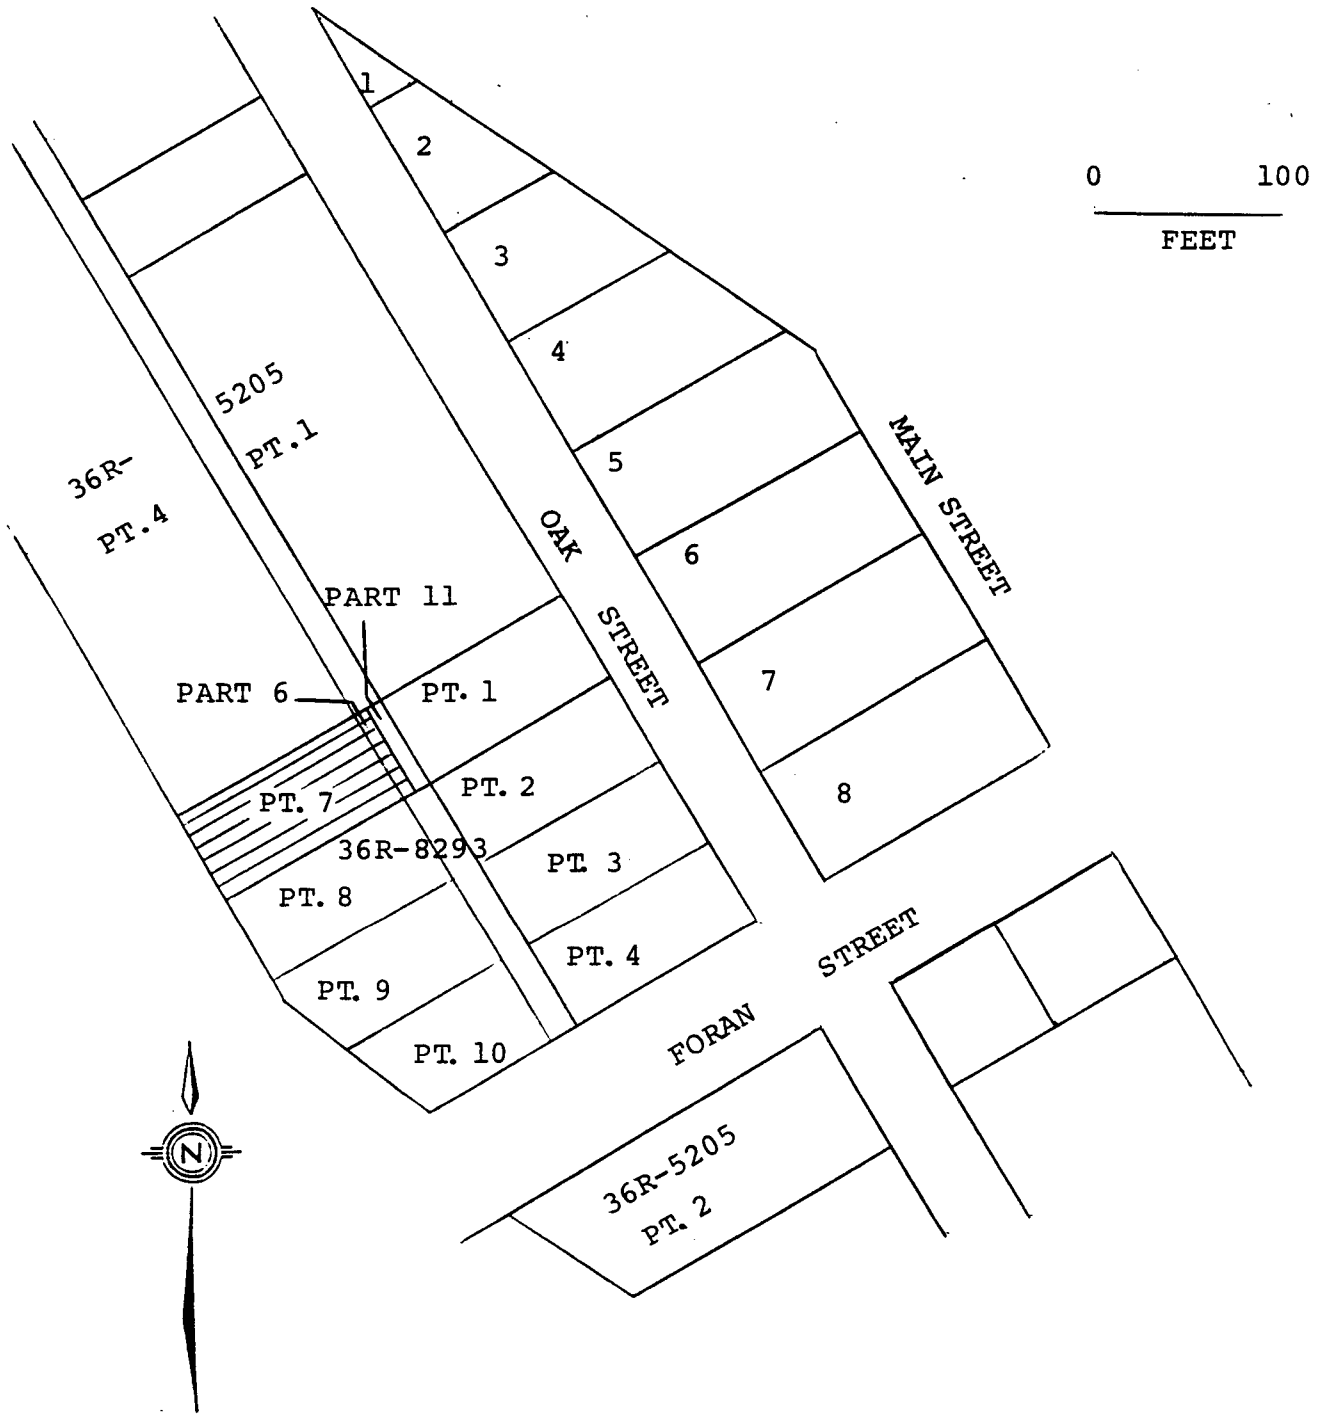 1
2
0 100
FEET
3
4
5205
PT.1
36R-
PT.4
MAIN STREET
5
OAK STREET
6
PART 11
7
PART 6
PT. 1
PT. 2
8
PT. 7
36R-8293
PT. 3
PT. 8
PT. 4
FORAN STREET
PT. 9
PT. 10
N
36R-5205
PT. 2